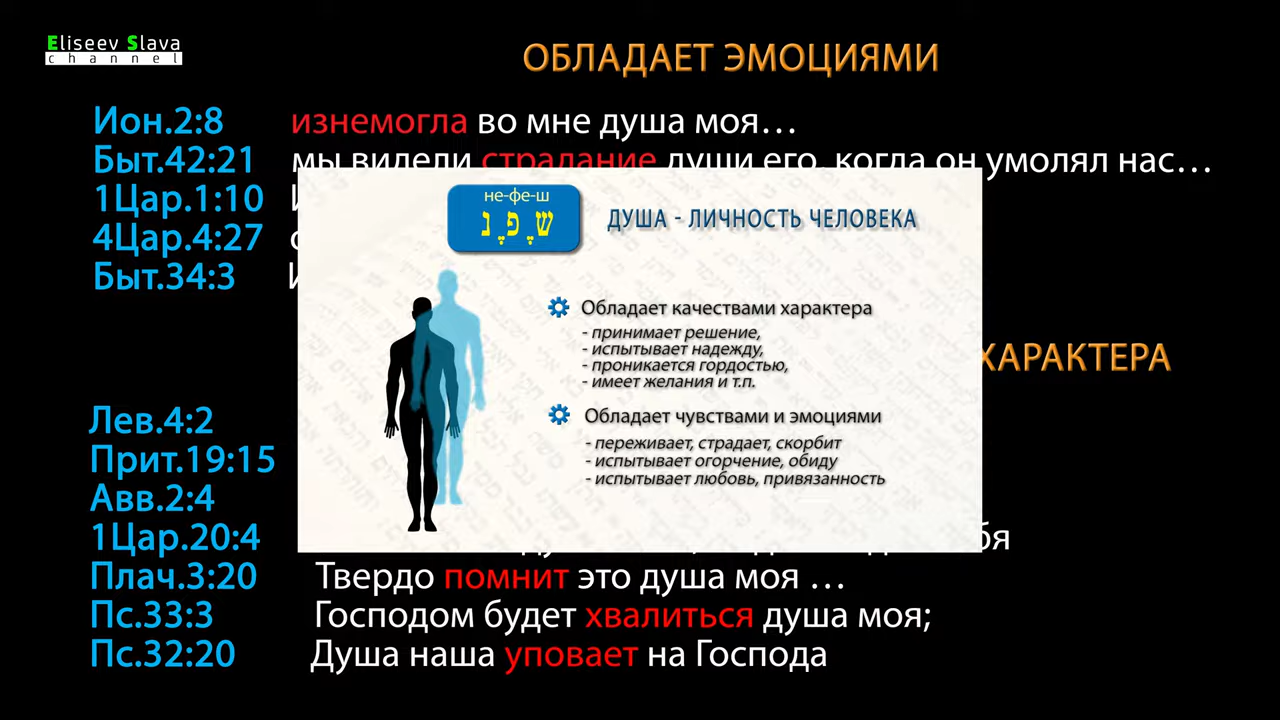 Eliseev Slava
channel
ОБЛАДАЕТ ЭМОЦИЯМИ
Ион.2:8 изнемогла во мне душа моя…
Быт.42:21 мы видели страдание души его, когда он умолял нас…
1Цар.1:10
4Цар.4:27
Быт.34:3
не-фе-ш
נ פֶ שֶ
ДУША - ЛИЧНОСТЬ ЧЕЛОВЕКА
Обладает качествами характера
- принимает решение,
- испытывает надежду,
- проникается гордостью,
- имеет желания и т.п.
Обладает чувствами и эмоциями
- переживает, страдает, скорбит
- испытывает огорчение, обиду
- испытывает любовь, привязанность
ХАРАКТЕРА
Лев.4:2
Прит.19:15
Авв.2:4
1Цар.20:4
Плач.3:20 Твердо помнит это душа моя …
Пс.33:3 Господом будет хвалиться душа моя;
Пс.32:20 Душа наша уповает на Господа